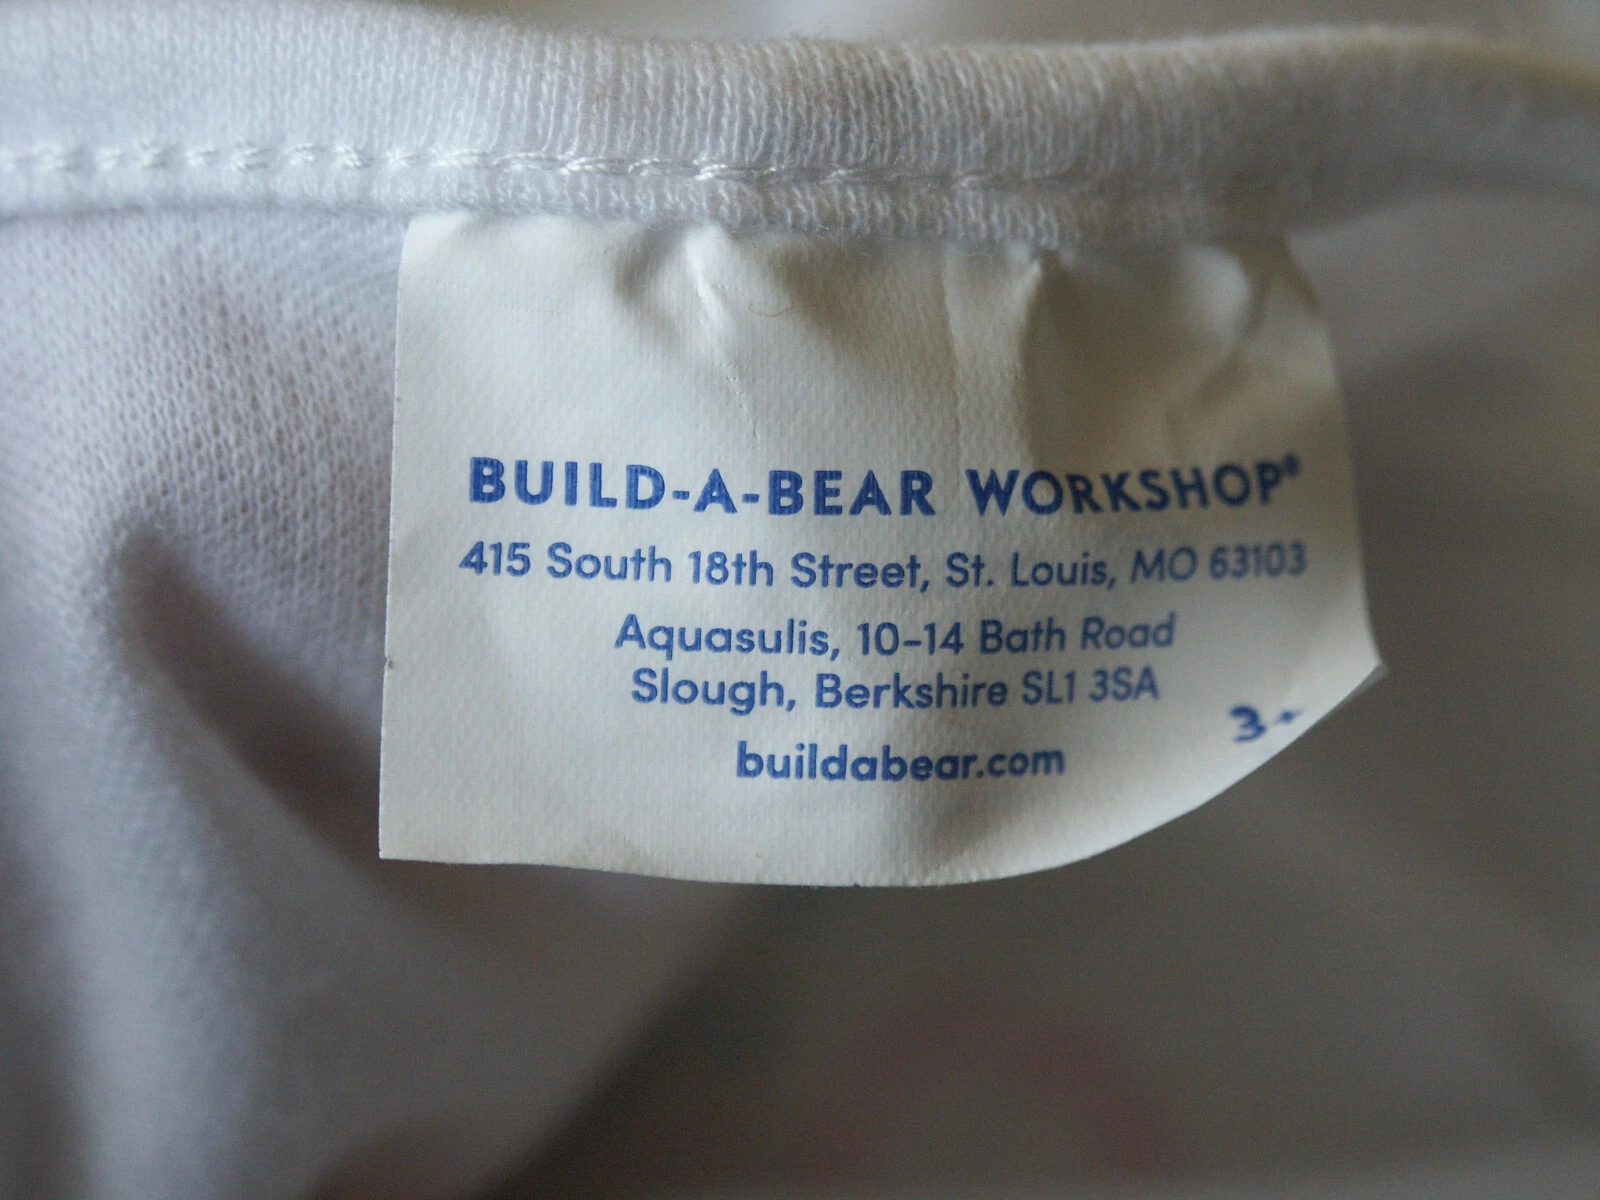 BUILD-A-BEAR WORKSHOP®
415 South 18th Street, St. Louis, MO 63103
Aquasulis, 10-14 Bath Road
Slough, Berkshire SL1 3SA
3+
buildabear.com